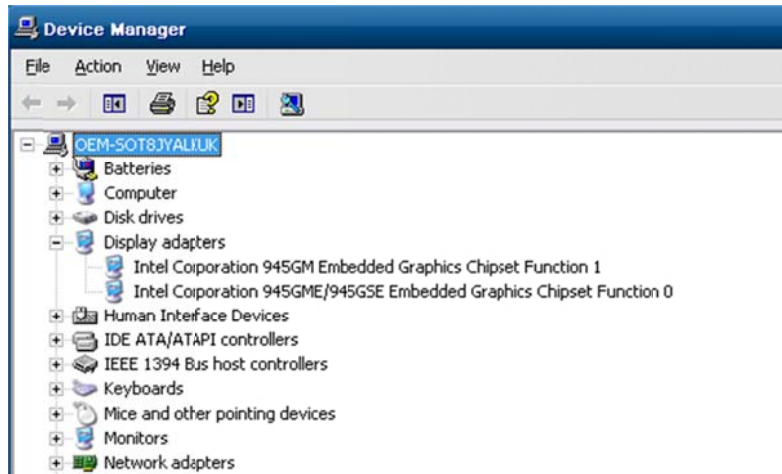 Device Manager
File Action View Help
OEM-SOT8JYALKUK
Batteries
Computer
Disk drives
Display adapters
Intel Corporation 945GM Embedded Graphics Chipset Function 1
Intel Corporation 945GME/945GSE Embedded Graphics Chipset Function 0
Human Interface Devices
IDE ATA/ATAPI controllers
IEEE 1394 Bus host controllers
Keyboards
Mice and other pointing devices
Monitors
Network adapters